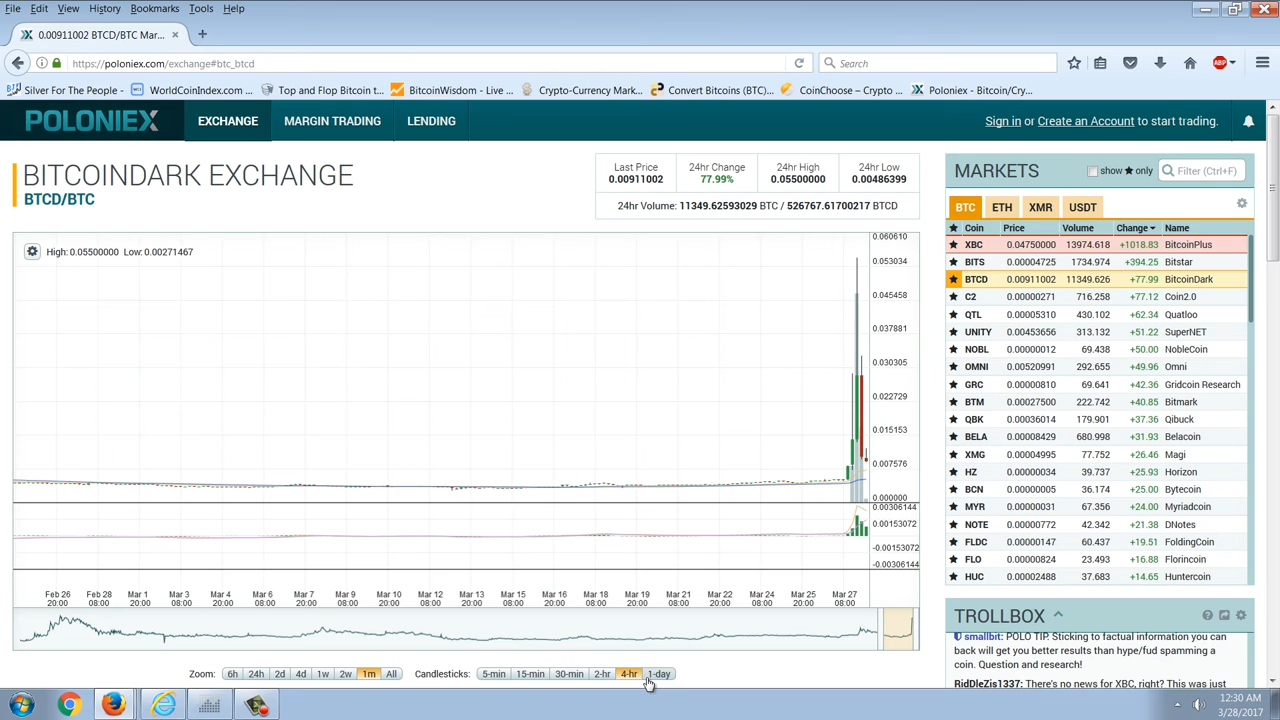 File Edit View History Bookmarks Tools Help
0.00911002 BTCD/BTC Mar...
https://poloniex.com/exchange#btc_btcd
Search
ABP
Silver For The People - WorldCoinIndex.com ... Top and Flop Bitcoin t... BitcoinWisdom - Live ... Crypto-Currency Mark... Convert Bitcoins (BTC)... CoinChoose – Crypto ... Poloniex - Bitcoin/Cry...
POLONIEX EXCHANGE MARGIN TRADING LENDING Sign in or Create an Account to start trading.
BITCOINDARK EXCHANGE
BTCD/BTC
Last Price 24hr Change 24hr High 24hr Low
0.00911002 77.99% 0.05500000 0.00486399
24hr Volume: 11349.62593029 BTC / 526767.61700217 BTCD
High: 0.05500000 Low: 0.00271467
0.060610
0.053034
0.045458
0.037881
0.030305
0.022729
0.015153
0.007576
0.000000
0.00306144
0.00153072
-0.00153072
-0.00306144
Feb 26 Feb 28 Mar 1 Mar 3 Mar 4 Mar 6 Mar 7 Mar 9 Mar 10 Mar 12 Mar 13 Mar 15 Mar 16 Mar 18 Mar 19 Mar 21 Mar 22 Mar 24 Mar 25 Mar 27
20:00 08:00 20:00 08:00 20:00 08:00 20:00 08:00 20:00 08:00 20:00 08:00 20:00 08:00 20:00 08:00 20:00 08:00 20:00 08:00
Zoom: 6h 24h 2d 4d 1w 2w 1m All Candlesticks: 5-min 15-min 30-min 2-hr 4-hr 1-day
MARKETS show ★ only Filter (Ctrl+F)
BTC ETH XMR USDT
★ Coin Price Volume Change Name
★ XBC 0.04750000 13974.618 +1018.83 BitcoinPlus
★ BITS 0.00004725 1734.974 +394.25 Bitstar
★ BTCD 0.00911002 11349.626 +77.99 BitcoinDark
★ C2 0.00000271 716.258 +77.12 Coin2.0
★ QTL 0.00005310 430.102 +62.34 Quatloo
★ UNITY 0.00453656 313.132 +51.22 SuperNET
★ NOBL 0.00000012 69.438 +50.00 NobleCoin
★ OMNI 0.00520991 292.655 +49.96 Omni
★ GRC 0.00000810 69.641 +42.36 Gridcoin Research
★ BTM 0.00027500 222.742 +40.85 Bitmark
★ QBK 0.00036014 179.901 +37.36 Qibuck
★ BELA 0.00008429 680.998 +31.93 Belacoin
★ XMG 0.00004995 77.752 +26.46 Magi
★ HZ 0.00000034 39.737 +25.93 Horizon
★ BCN 0.00000005 36.174 +25.00 Bytecoin
★ MYR 0.00000031 67.356 +24.00 Myriadcoin
★ NOTE 0.00000772 42.342 +21.38 DNotes
★ FLDC 0.00000147 60.437 +19.51 FoldingCoin
★ FLO 0.00000824 23.493 +16.88 Florincoin
★ HUC 0.00002488 37.683 +14.65 Huntercoin
TROLLBOX
smallbit: POLO TIP. Sticking to factual information you can
back will get you better results than hype/fud spamming a
coin. Question and research!
RidDleZis1337: There's no news for XBC, right? This was just
12:30 AM
3/28/2017